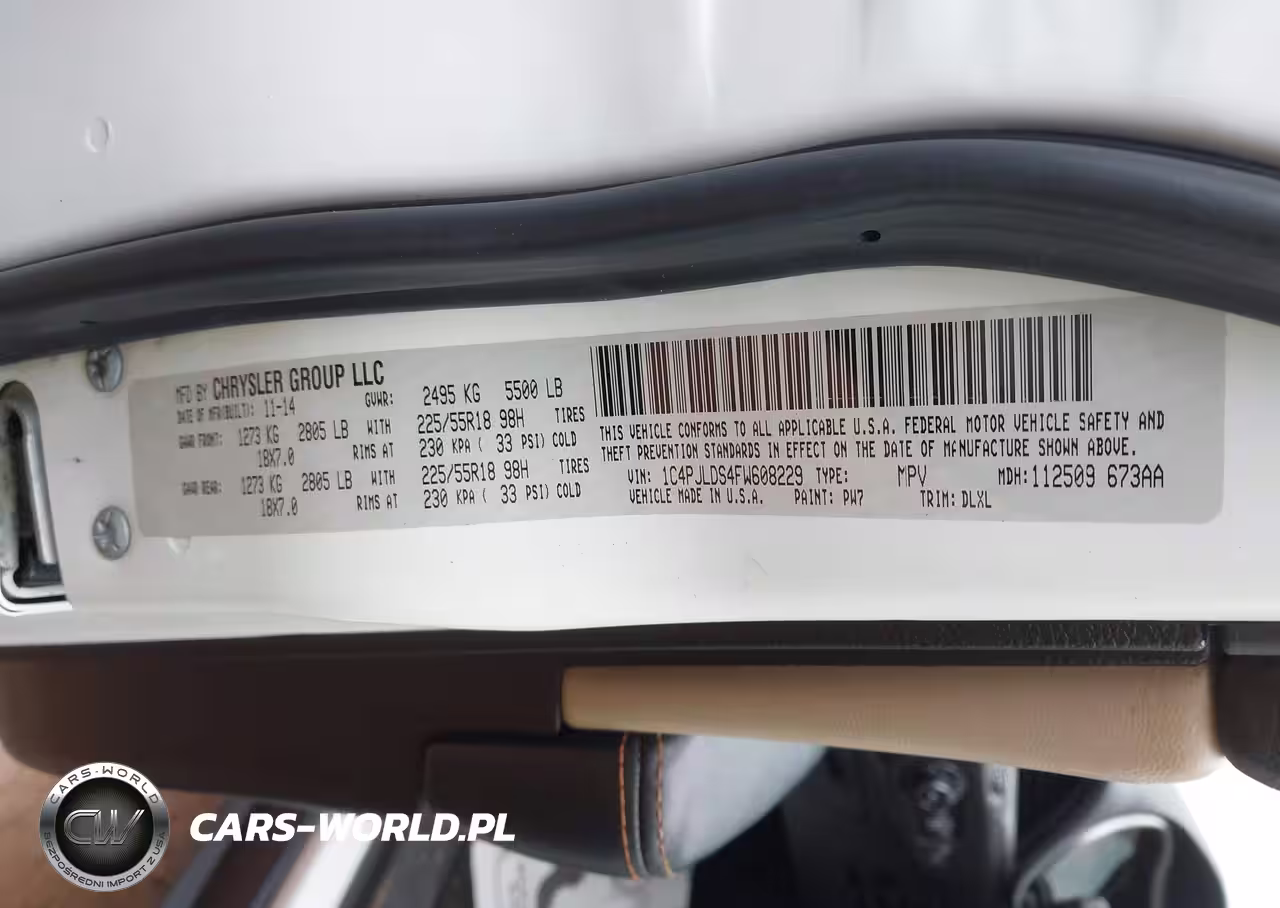 MFD BY CHRYSLER GROUP LLC
DATE OF MFR(BUILT): 11-14 GVWR: 2495 KG 5500 LB
GAWR FRONT: 1273 KG 2805 LB WITH 225/55R18 98H TIRES
18X7.0 RIMS AT 230 KPA ( 33 PSI) COLD
GAWR REAR: 1273 KG 2805 LB WITH 225/55R18 98H TIRES
18X7.0 RIMS AT 230 KPA ( 33 PSI) COLD
THIS VEHICLE CONFORMS TO ALL APPLICABLE U.S.A. FEDERAL MOTOR VEHICLE SAFETY AND
THEFT PREVENTION STANDARDS IN EFFECT ON THE DATE OF MANUFACTURE SHOWN ABOVE.
VIN: 1C4PJLDS4FW608229 TYPE: MPV MDH: 112509 673AA
VEHICLE MADE IN U.S.A. PAINT: PW7 TRIM: DLXL
CARS-WORLD
CW
BEZPOŚREDNI IMPORT Z USA
CARS-WORLD.PL